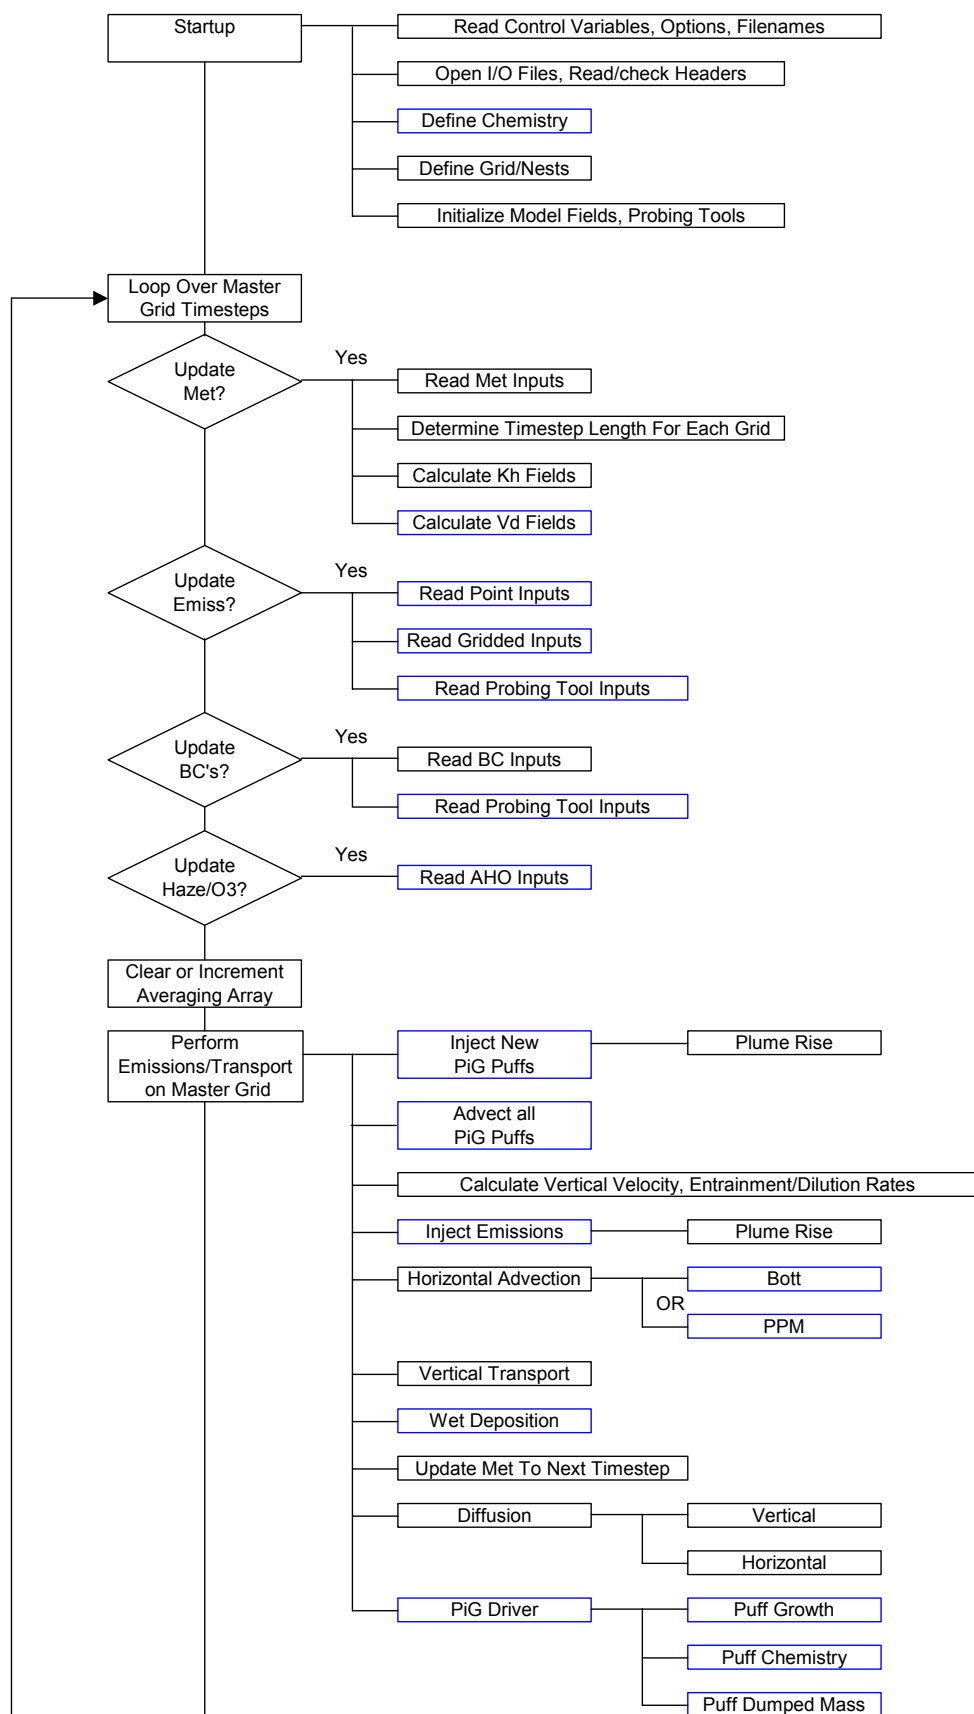 Startup
Read Control Variables, Options, Filenames
Open I/O Files, Read/check Headers
Define Chemistry
Define Grid/Nests
Initialize Model Fields, Probing Tools
Loop Over Master
Grid Timesteps
Update
Met?
Yes
Read Met Inputs
Determine Timestep Length For Each Grid
Calculate Kh Fields
Calculate Vd Fields
Update
Emiss?
Yes
Read Point Inputs
Read Gridded Inputs
Read Probing Tool Inputs
Update
BC's?
Yes
Read BC Inputs
Read Probing Tool Inputs
Update
Haze/O3?
Yes
Read AHO Inputs
Clear or Increment
Averaging Array
Perform
Emissions/Transport
on Master Grid
Inject New
PiG Puffs
Plume Rise
Advect all
PiG Puffs
Calculate Vertical Velocity, Entrainment/Dilution Rates
Inject Emissions
Plume Rise
Horizontal Advection
Bott
OR
PPM
Vertical Transport
Wet Deposition
Update Met To Next Timestep
Diffusion
Vertical
Horizontal
PiG Driver
Puff Growth
Puff Chemistry
Puff Dumped Mass